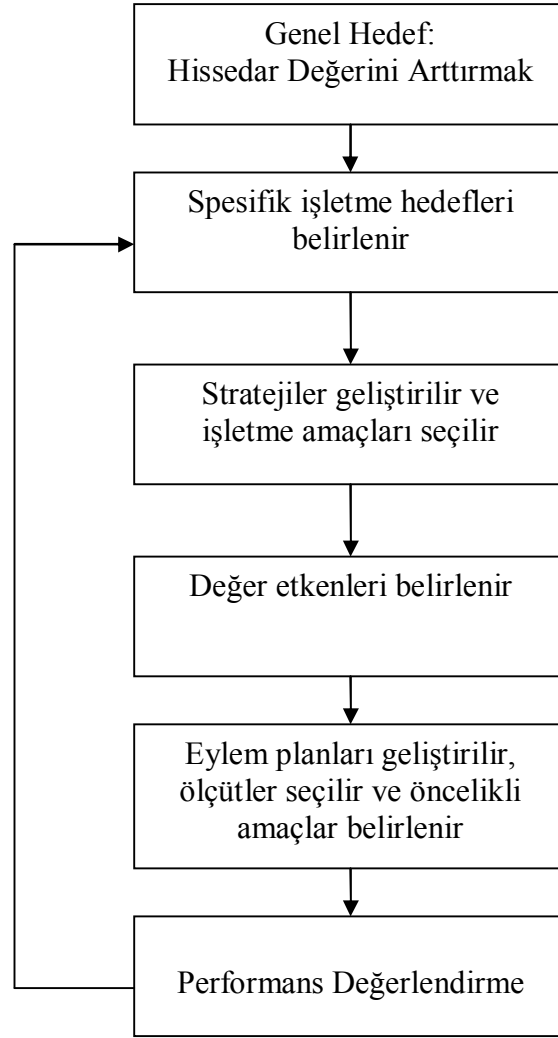 Genel Hedef:
Hissedar Değerini Arttırmak
Spesifik işletme hedefleri
belirlenir
Stratejiler geliştirilir ve
işletme amaçları seçilir
Değer etkenleri belirlenir
Eylem planları geliştirilir,
ölçütler seçilir ve öncelikli
amaçlar belirlenir
Performans Değerlendirme